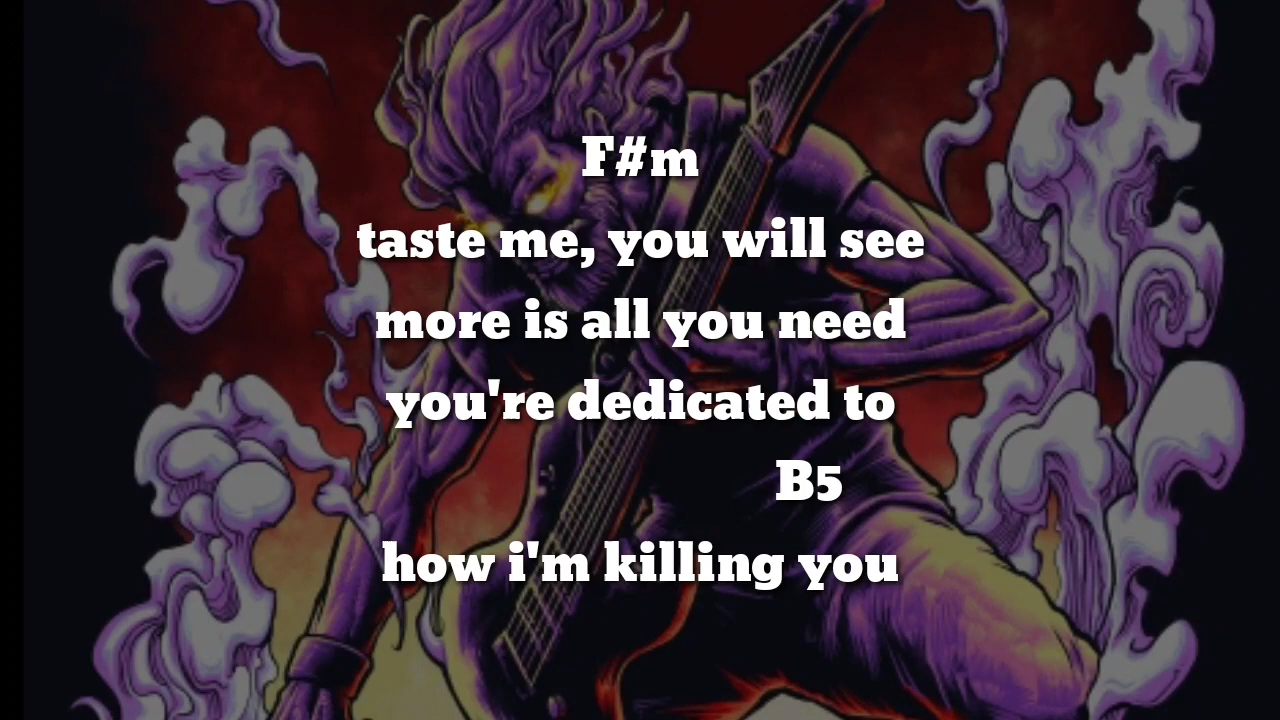 F#m
taste me, you will see
more is all you need
you're dedicated to
B5
how i'm killing you